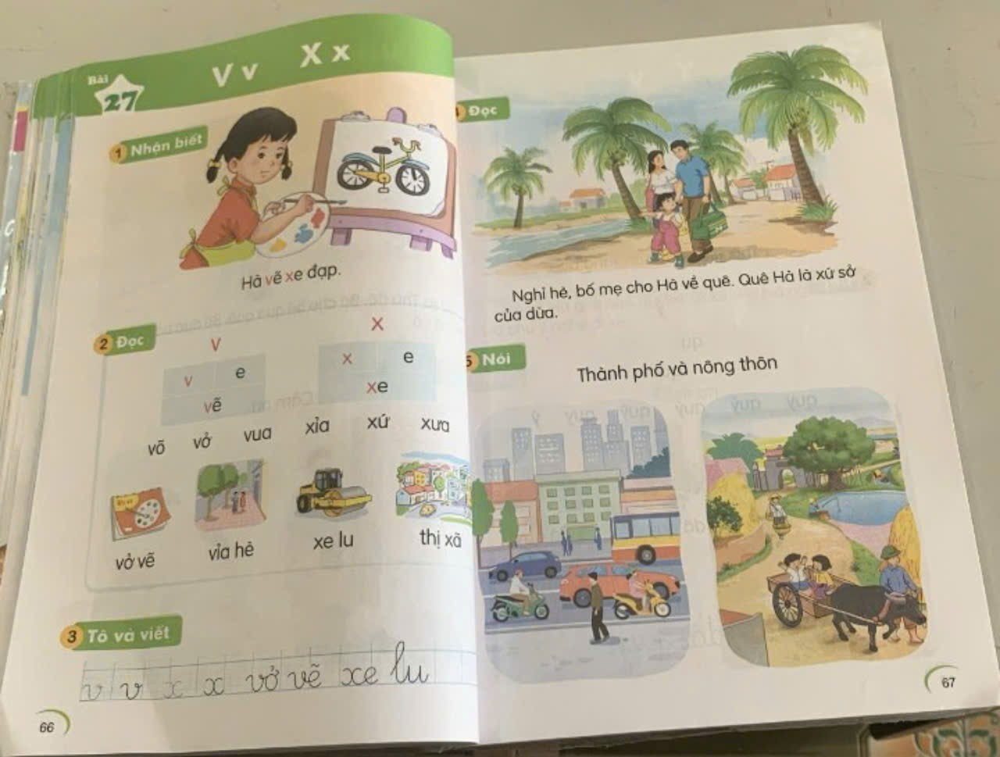 Bài
27
V v X x
1 Nhận biết
Hà vẽ xe đạp.
2 Đọc
v
v e
vẽ
x
x e
xe
võ vở vua xỉa xứ xưa
vở vẽ vỉa hè xe lu thị xã
3 Tô và viết
v v x x vở vẽ xe lu
66
Đọc
Nghỉ hè, bố mẹ cho Hà về quê. Quê Hà là xứ sở
của dừa.
5 Nói
Thành phố và nông thôn
67